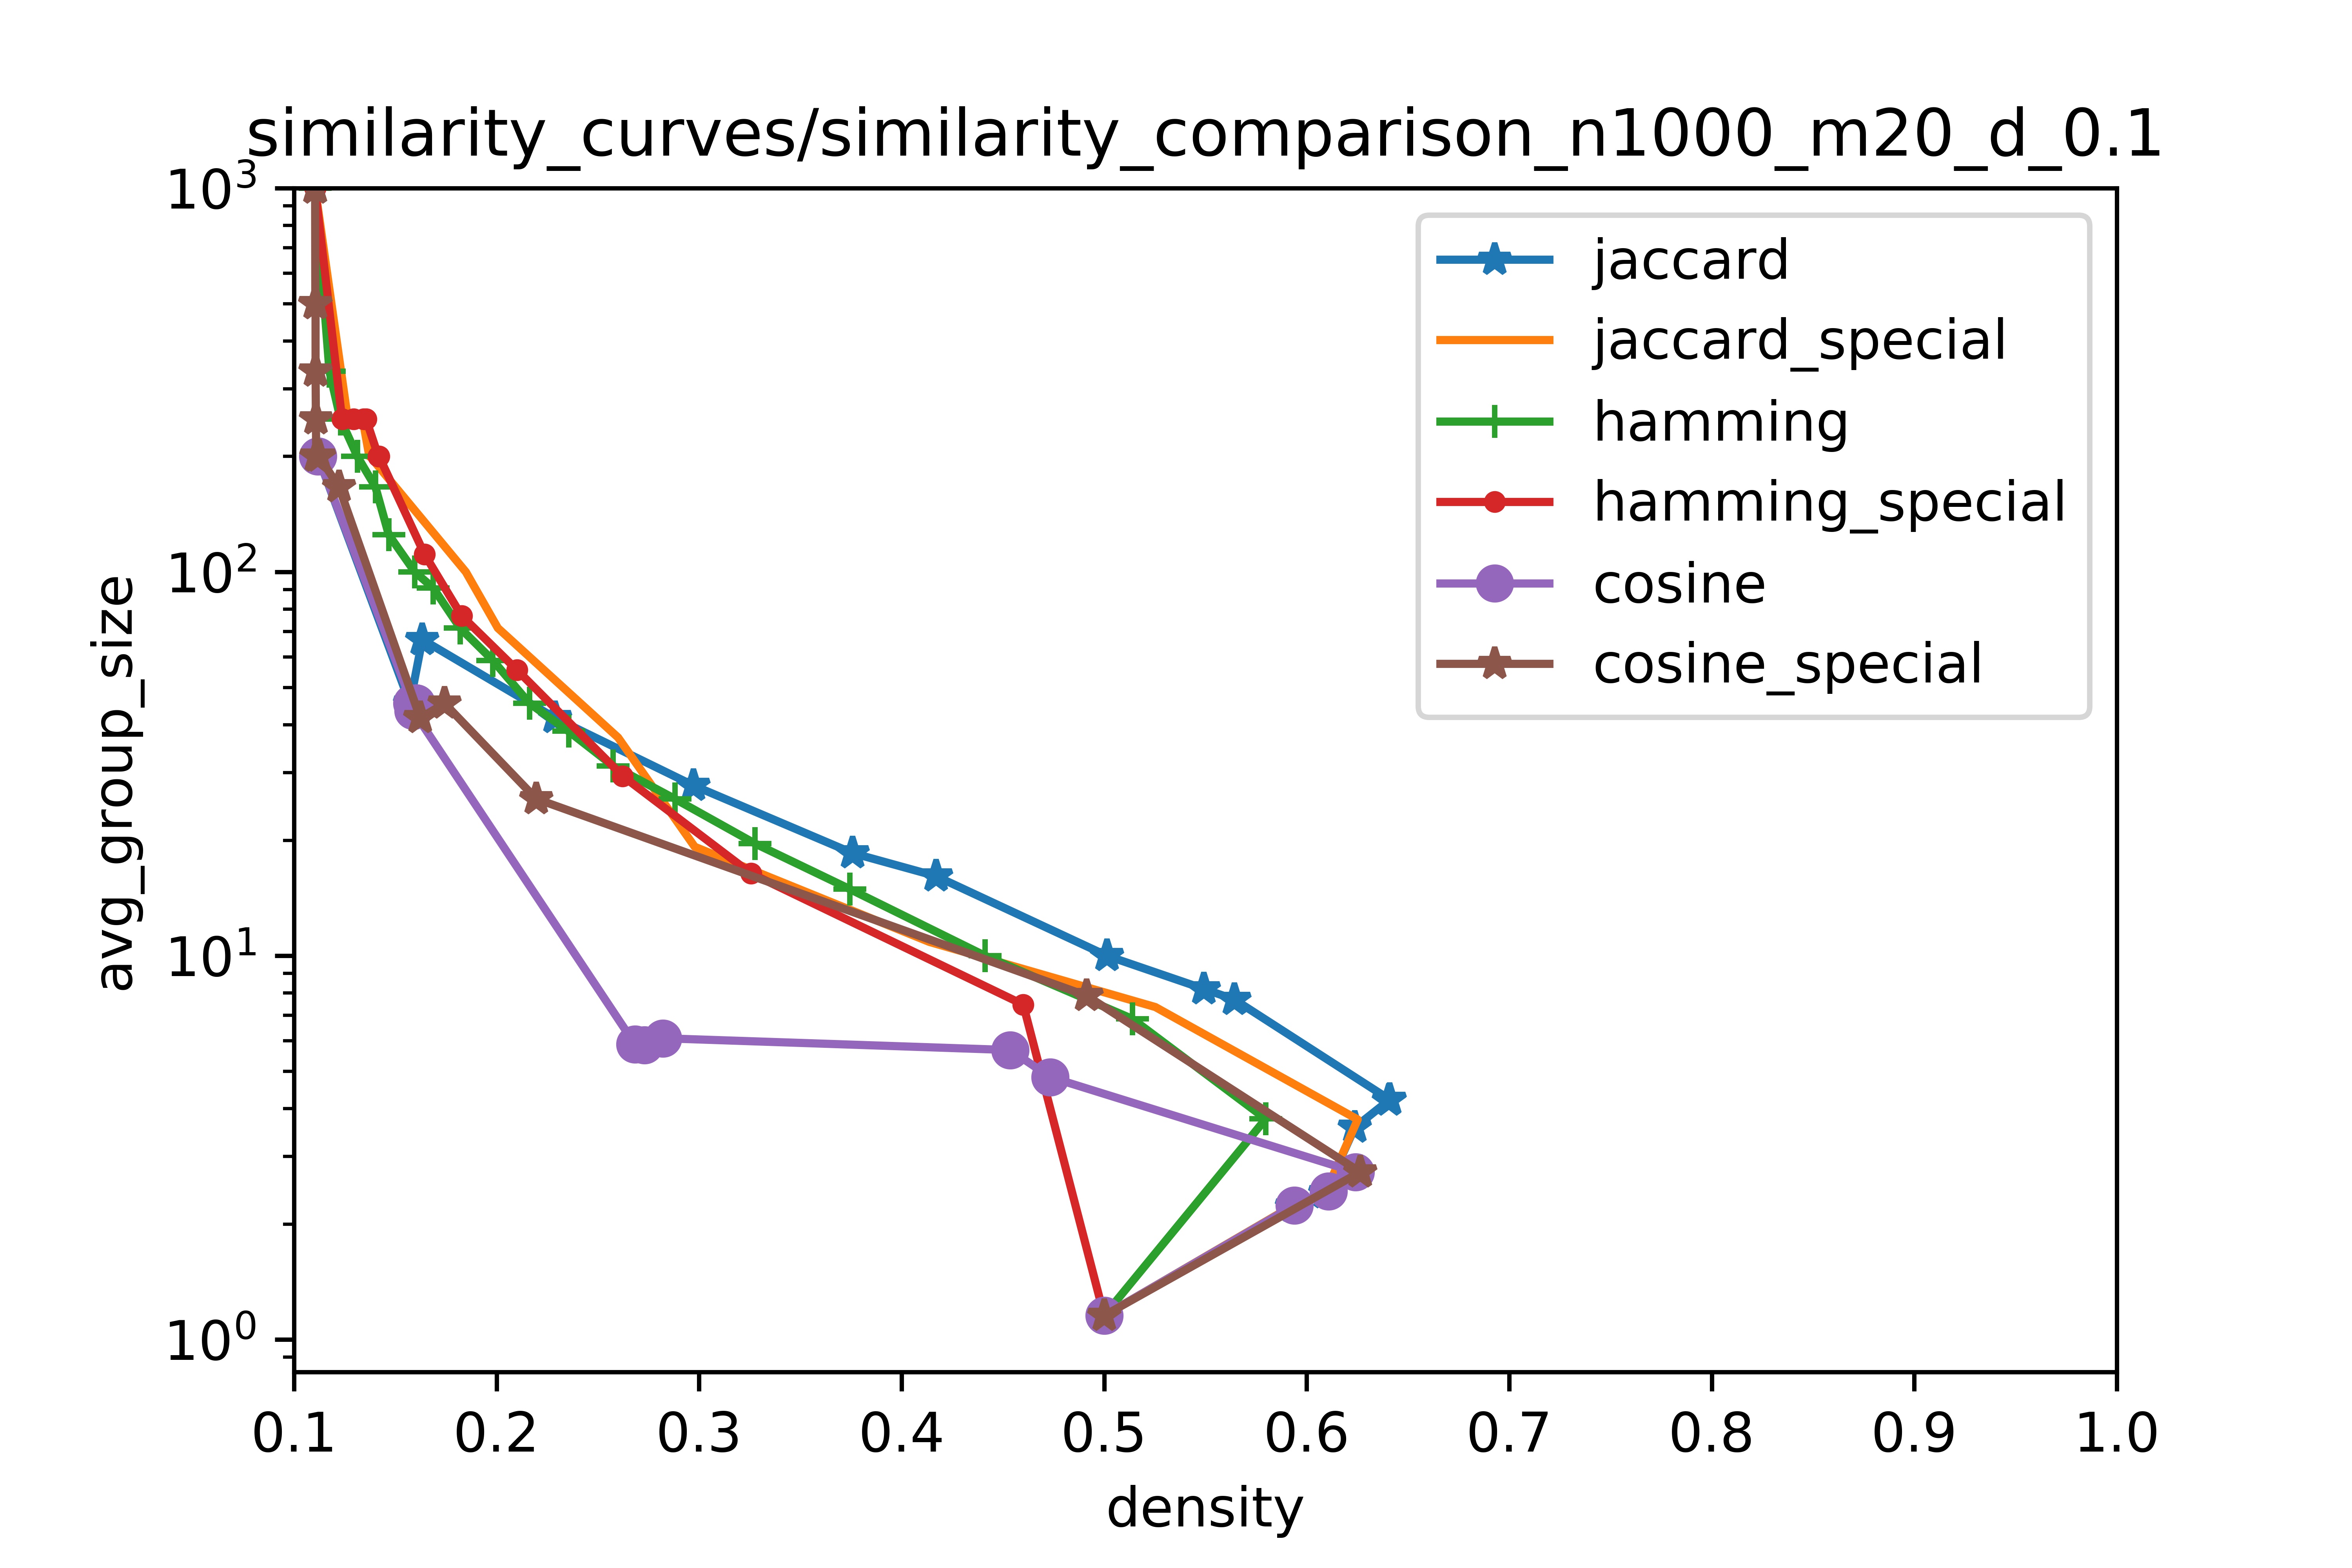 similarity_curves/similarity_comparison_n1000_m20_d_0.1
10³
10²
10¹
10⁰
avg_group_size
jaccard
jaccard_special
hamming
hamming_special
cosine
cosine_special
0.1 0.2 0.3 0.4 0.5 0.6 0.7 0.8 0.9 1.0
density